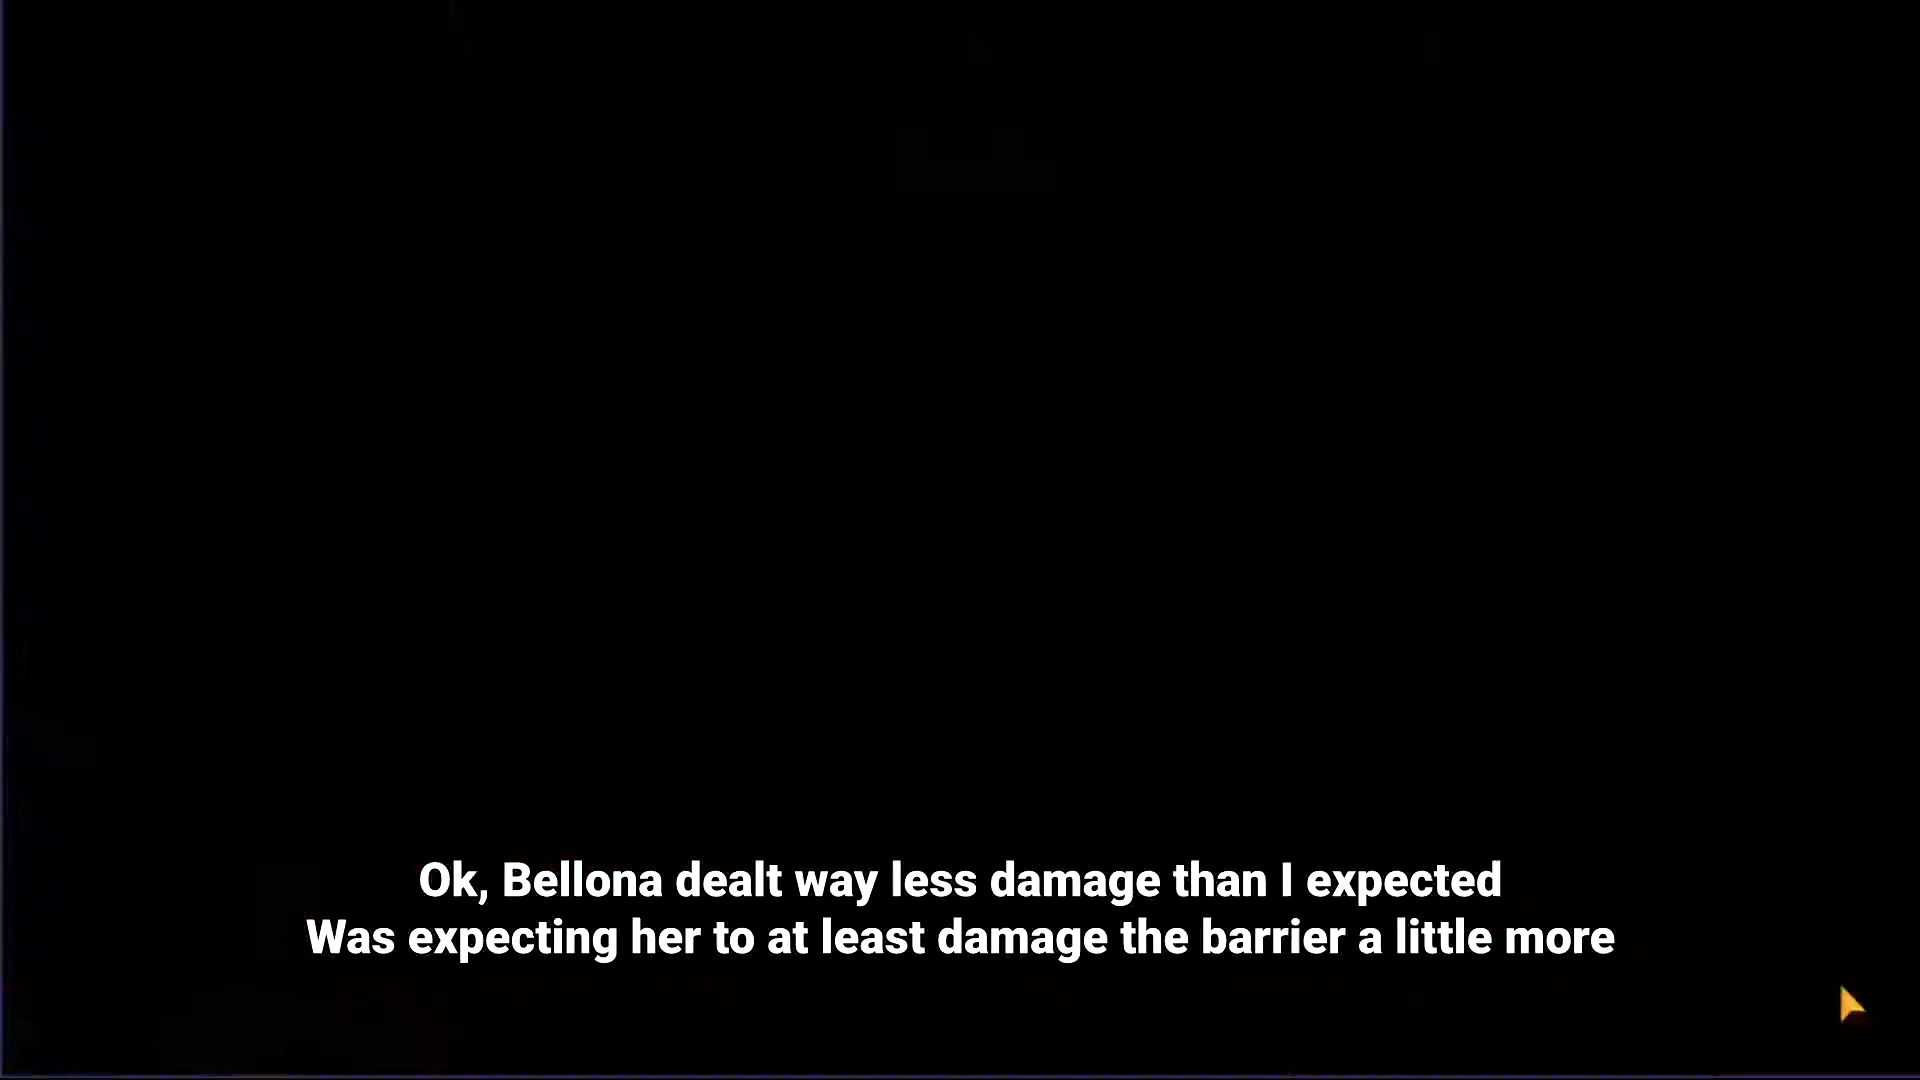 Ok, Bellona dealt way less damage than I expected
Was expecting her to at least damage the barrier a little more